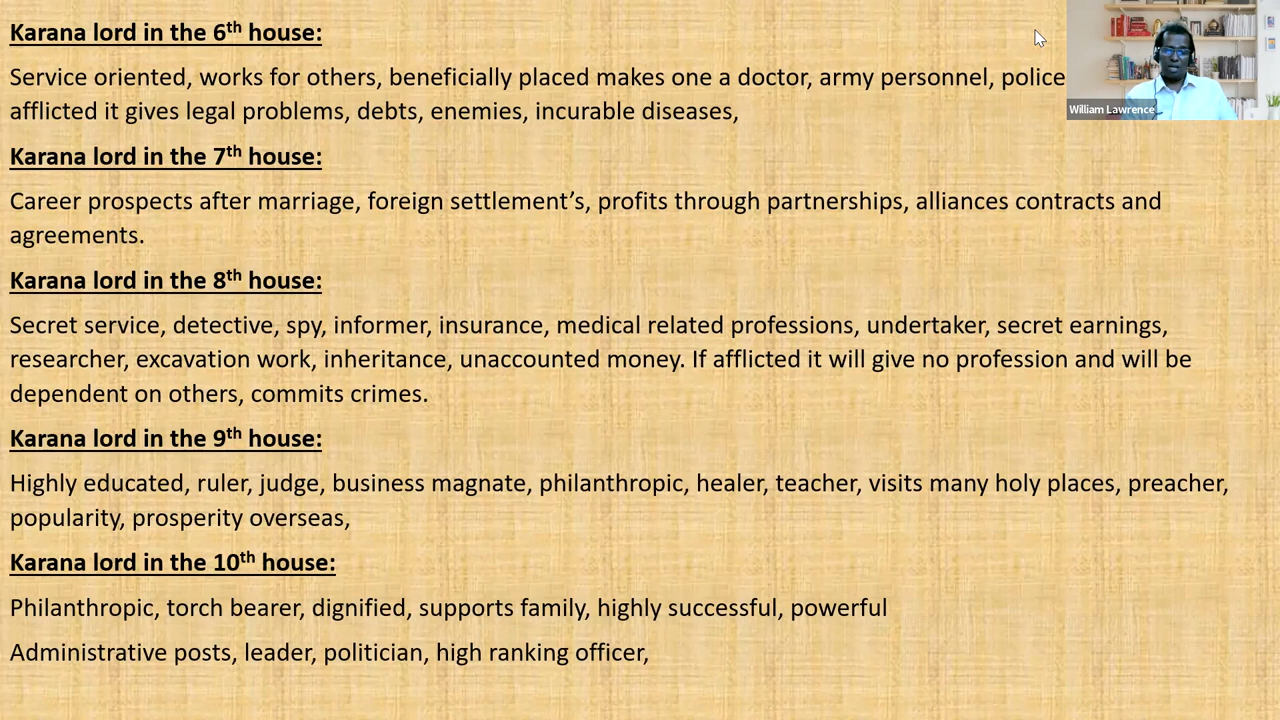 Karana lord in the 6th house:
Service oriented, works for others, beneficially placed makes one a doctor, army personnel, police
afflicted it gives legal problems, debts, enemies, incurable diseases,
William Lawrence
Karana lord in the 7th house:
Career prospects after marriage, foreign settlement’s, profits through partnerships, alliances contracts and
agreements.
Karana lord in the 8th house:
Secret service, detective, spy, informer, insurance, medical related professions, undertaker, secret earnings,
researcher, excavation work, inheritance, unaccounted money. If afflicted it will give no profession and will be
dependent on others, commits crimes.
Karana lord in the 9th house:
Highly educated, ruler, judge, business magnate, philanthropic, healer, teacher, visits many holy places, preacher,
popularity, prosperity overseas,
Karana lord in the 10th house:
Philanthropic, torch bearer, dignified, supports family, highly successful, powerful
Administrative posts, leader, politician, high ranking officer,